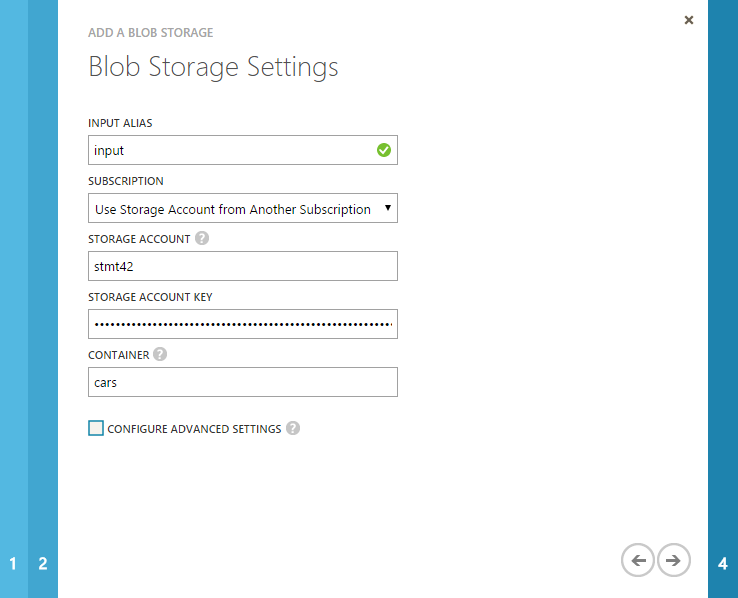 ADD A BLOB STORAGE
Blob Storage Settings
INPUT ALIAS
input
SUBSCRIPTION
Use Storage Account from Another Subscription
STORAGE ACCOUNT ?
stmt42
STORAGE ACCOUNT KEY
CONTAINER ?
cars
CONFIGURE ADVANCED SETTINGS ?
1 2 4